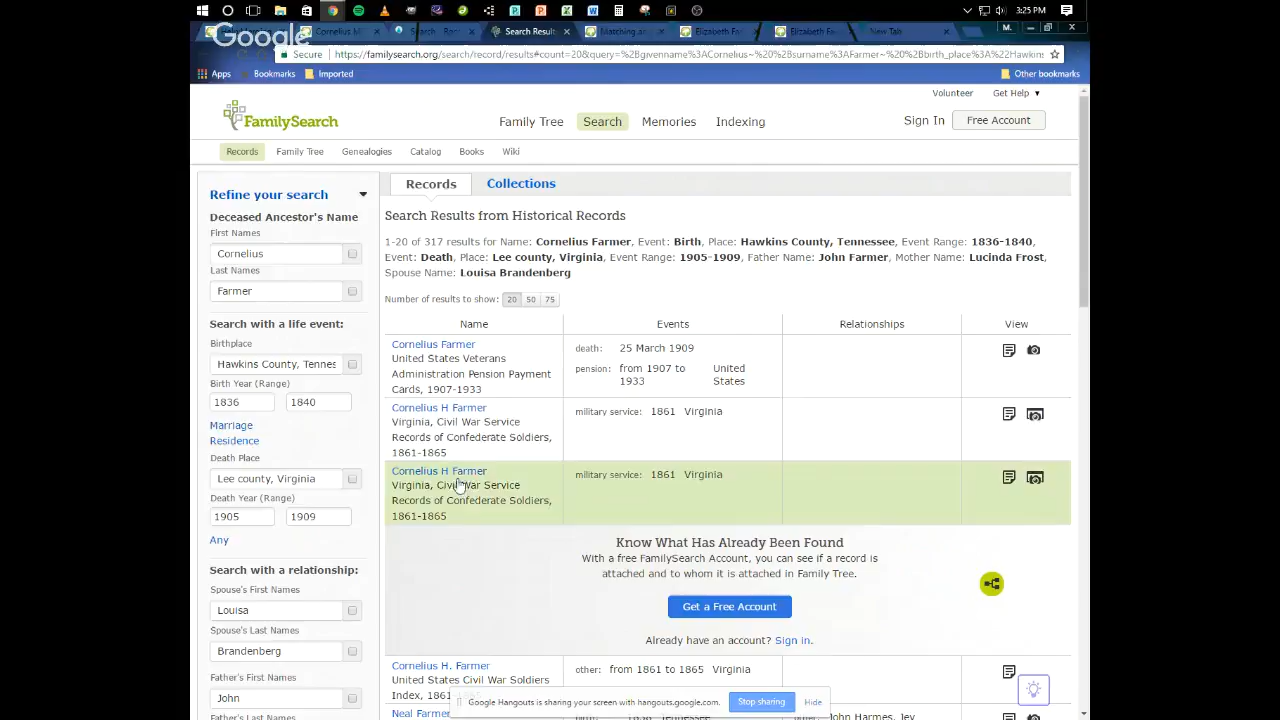 3:25 PM
Google
Search Results
New Tab
M.
Secure
https://familysearch.org/search/record/results#count=20&query=%2Bgivenname%3ACornelius~%20%2Bsurname%3AFarmer~%20%2Bbirth_place%3A%22Hawkins
Apps
Bookmarks
Imported
Other bookmarks
Volunteer
Get Help
FamilySearch
Family Tree
Search
Memories
Indexing
Sign In
Free Account
Records
Family Tree
Genealogies
Catalog
Books
Wiki
Refine your search
Deceased Ancestor's Name
First Names
Cornelius
Last Names
Farmer
Search with a life event:
Birthplace
Hawkins County, Tennes
Birth Year (Range)
1836
1840
Marriage
Residence
Death Place
Lee county, Virginia
Death Year (Range)
1905
1909
Any
Search with a relationship:
Spouse's First Names
Louisa
Spouse's Last Names
Brandenberg
Father's First Names
John
Father's Last Names
Records
Collections
Search Results from Historical Records
1-20 of 317 results for Name: Cornelius Farmer, Event: Birth, Place: Hawkins County, Tennessee, Event Range: 1836-1840,
Event: Death, Place: Lee county, Virginia, Event Range: 1905-1909, Father Name: John Farmer, Mother Name: Lucinda Frost,
Spouse Name: Louisa Brandenberg
Number of results to show: 20 50 75
Name
Events
Relationships
View
Cornelius Farmer
United States Veterans
Administration Pension Payment
Cards, 1907-1933
death: 25 March 1909
pension: from 1907 to United
1933 States
Cornelius H Farmer
Virginia, Civil War Service
Records of Confederate Soldiers,
1861-1865
military service: 1861 Virginia
Cornelius H Farmer
Virginia, Civil War Service
Records of Confederate Soldiers,
1861-1865
military service: 1861 Virginia
Know What Has Already Been Found
With a free FamilySearch Account, you can see if a record is
attached and to whom it is attached in Family Tree.
Get a Free Account
Already have an account? Sign in.
Cornelius H. Farmer
United States Civil War Soldiers
Index, 1861
other: from 1861 to 1865 Virginia
Neal Farmer
John Harmes, Jey
Google Hangouts is sharing your screen with hangouts.google.com.
Stop sharing
Hide